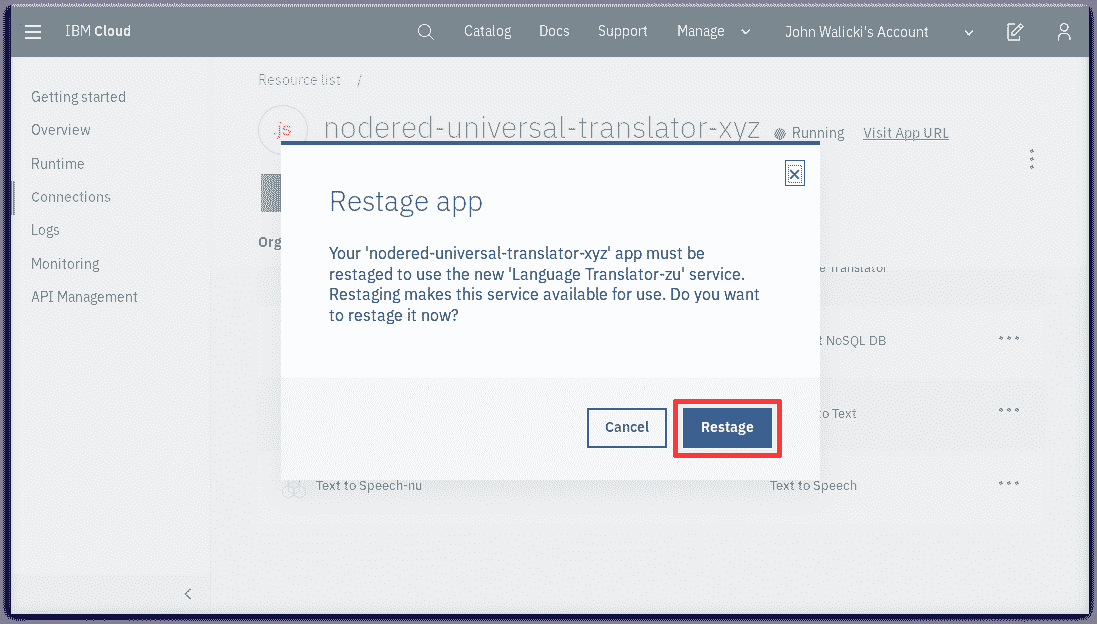 IBM Cloud
Catalog
Docs
Support
Manage
John Walicki's Account
Getting started
Overview
Runtime
Connections
Logs
Monitoring
API Management
Resource list /
.js
nodered-universal-translator-xyz
Running
Visit App URL
Org
Restage app
Your 'nodered-universal-translator-xyz' app must be
restaged to use the new 'Language Translator-zu' service.
Restaging makes this service available for use. Do you want
to restage it now?
Cancel
Restage
e Translator
t NoSQL DB
to Text
Text to Speech-nu
Text to Speech